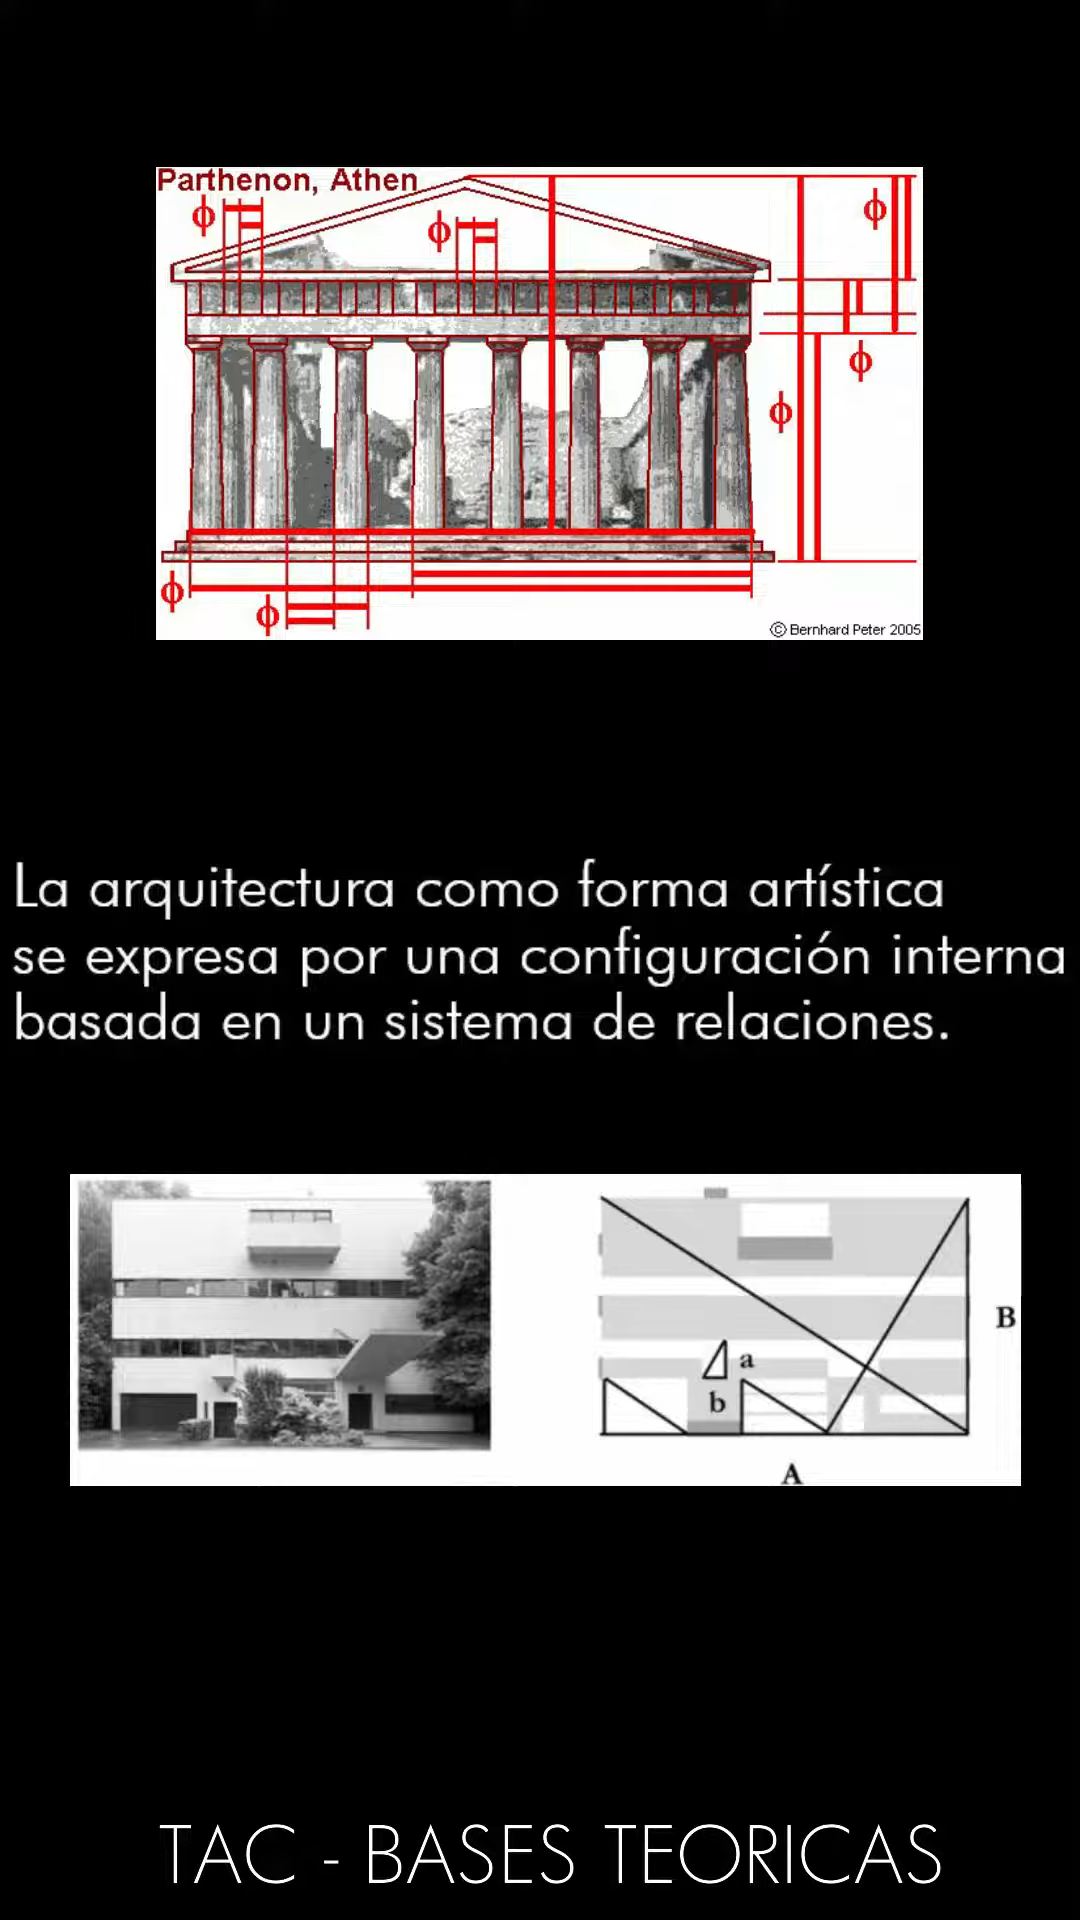 Parthenon, Athen
ϕ
ϕ
ϕ
ϕ
ϕ
ϕ
ϕ
© Bernhard Peter 2005
La arquitectura como forma artística
se expresa por una configuración interna
basada en un sistema de relaciones.
B
a
b
A
TAC - BASES TEORICAS